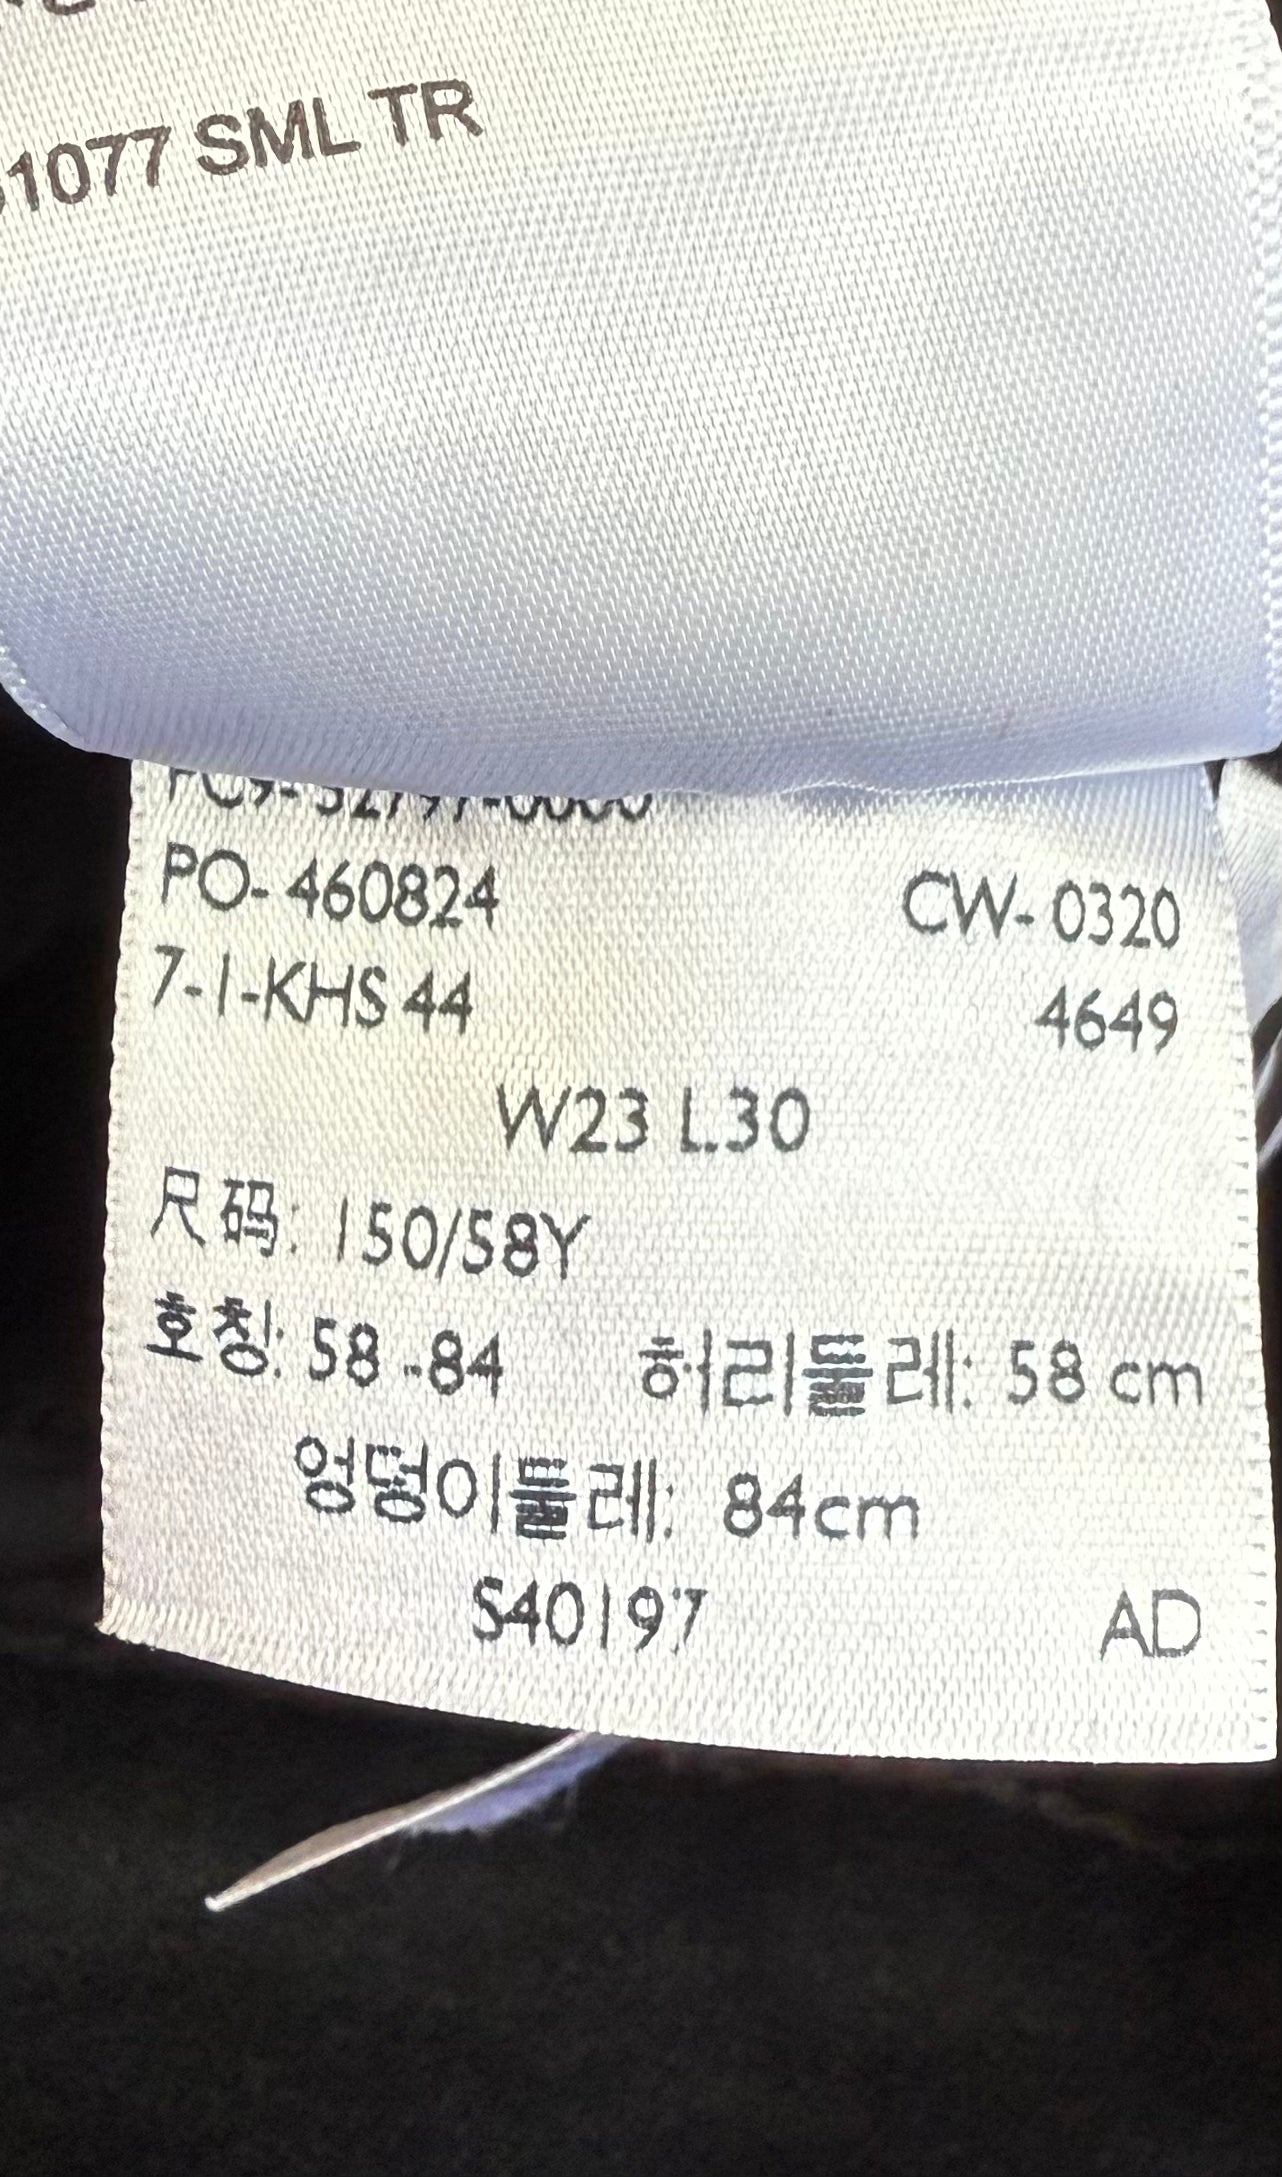 1077 SML TR
PO- 460824 CW- 0320
7-1-KHS 44 4649
W23 L30
尺码: 150/58Y
호칭: 58 -84 허리둘레: 58 cm
엉덩이둘레: 84cm
S40197 AD